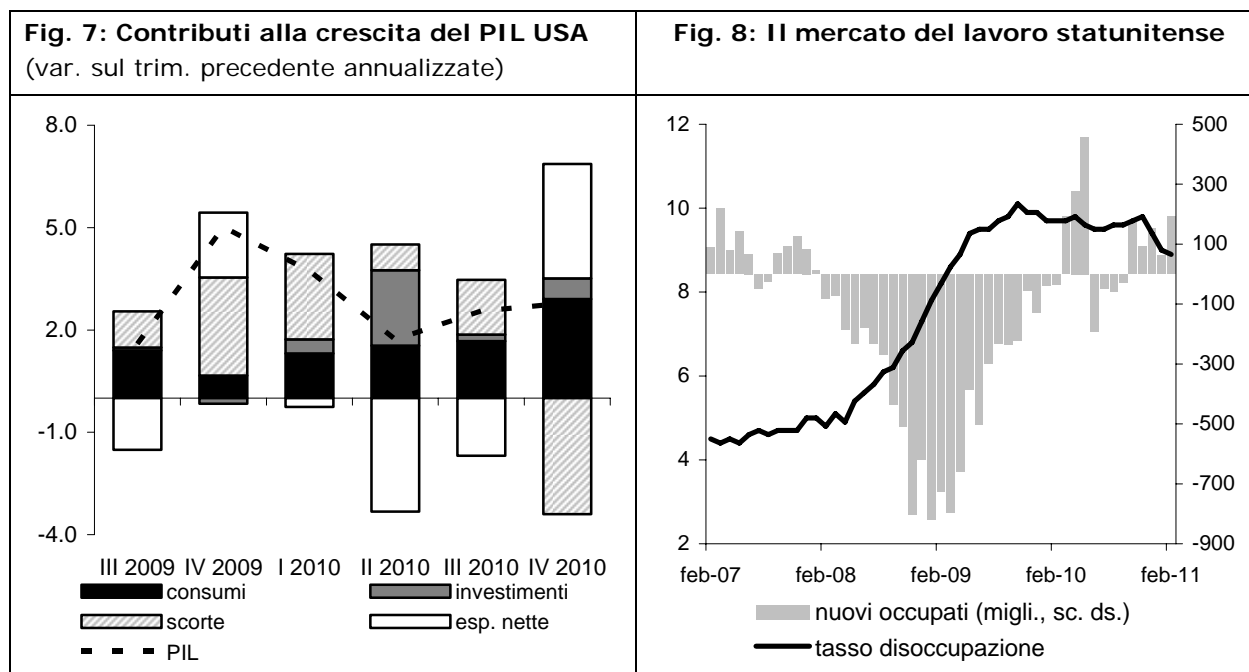 Fig. 7: Contributi alla crescita del PIL USA
(var. sul trim. precedente annualizzate)
8.0
5.0
2.0
-1.0
-4.0
III 2009 IV 2009 I 2010 II 2010 III 2010 IV 2010
consumi
investimenti
scorte
esp. nette
PIL
Fig. 8: Il mercato del lavoro statunitense
12
10
8
6
4
2
500
300
100
-100
-300
-500
-700
-900
feb-07 feb-08 feb-09 feb-10 feb-11
nuovi occupati (migli., sc. ds.)
tasso disoccupazione